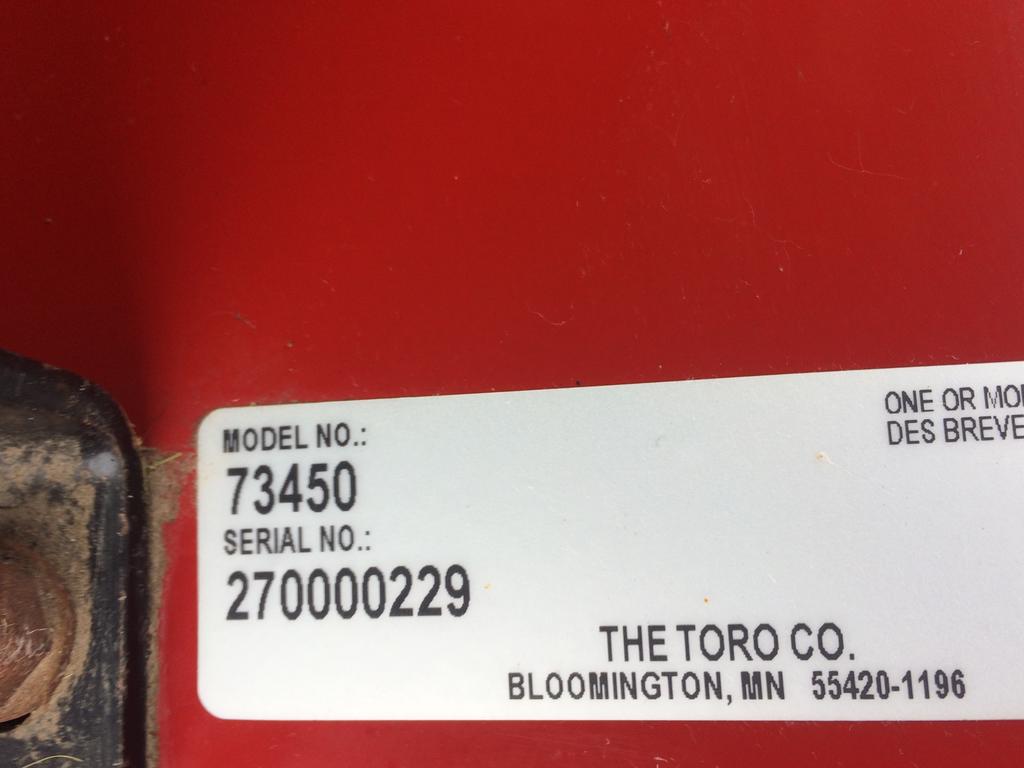 MODEL NO.:
73450
SERIAL NO.:
270000229
ONE OR
DES
THE TORO CO.
BLOOMINGTON, MN 55420-1196